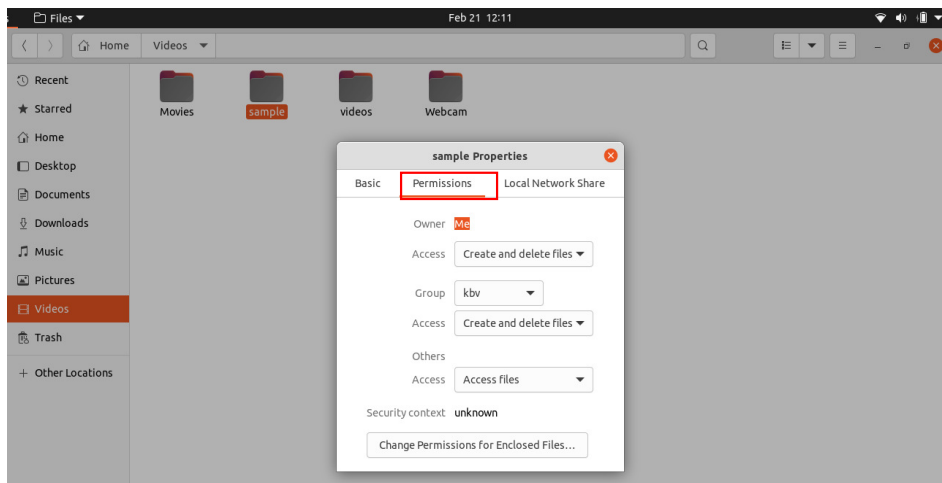 Files
Feb 21 12:11
Home
Videos
Recent
Starred
Home
Desktop
Documents
Downloads
Music
Pictures
Videos
Trash
+ Other Locations
Movies
sample
videos
Webcam
sample Properties
Basic
Permissions
Local Network Share
Owner Me
Access Create and delete files
Group kbv
Access Create and delete files
Others
Access Access files
Security context unknown
Change Permissions for Enclosed Files...